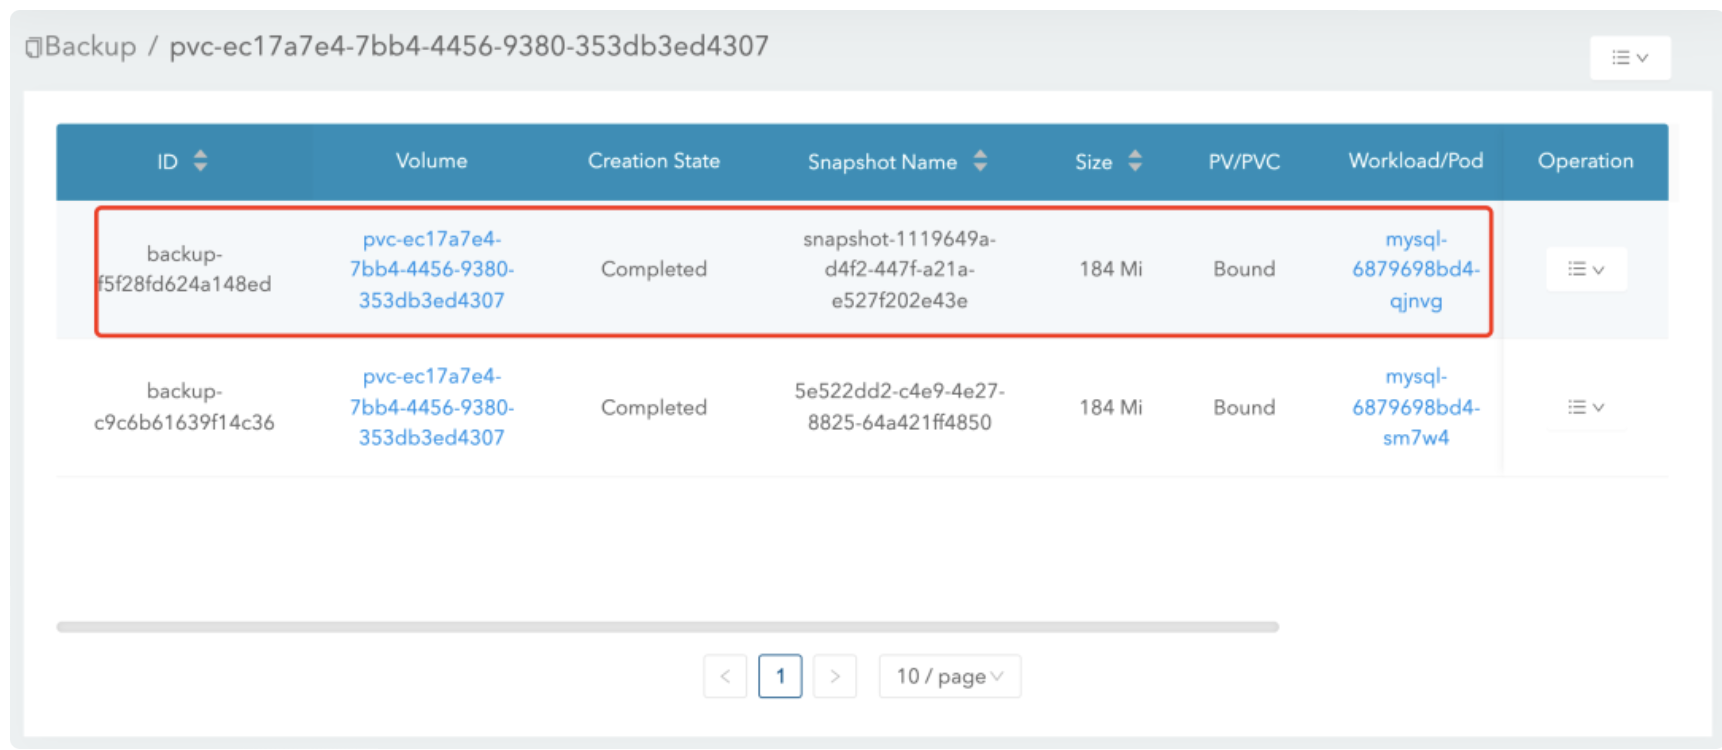 Backup / pvc-ec17a7e4-7bb4-4456-9380-353db3ed4307
ID Volume Creation State Snapshot Name Size PV/PVC Workload/Pod Operation
backup-
f5f28fd624a148ed
pvc-ec17a7e4-
7bb4-4456-9380-
353db3ed4307
Completed
snapshot-1119649a-
d4f2-447f-a21a-
e527f202e43e
184 Mi
Bound
mysql-
6879698bd4-
qjnvg
backup-
c9c6b61639f14c36
pvc-ec17a7e4-
7bb4-4456-9380-
353db3ed4307
Completed
5e522dd2-c4e9-4e27-
8825-64a421ff4850
184 Mi
Bound
mysql-
6879698bd4-
sm7w4
< 1 > 10 / page